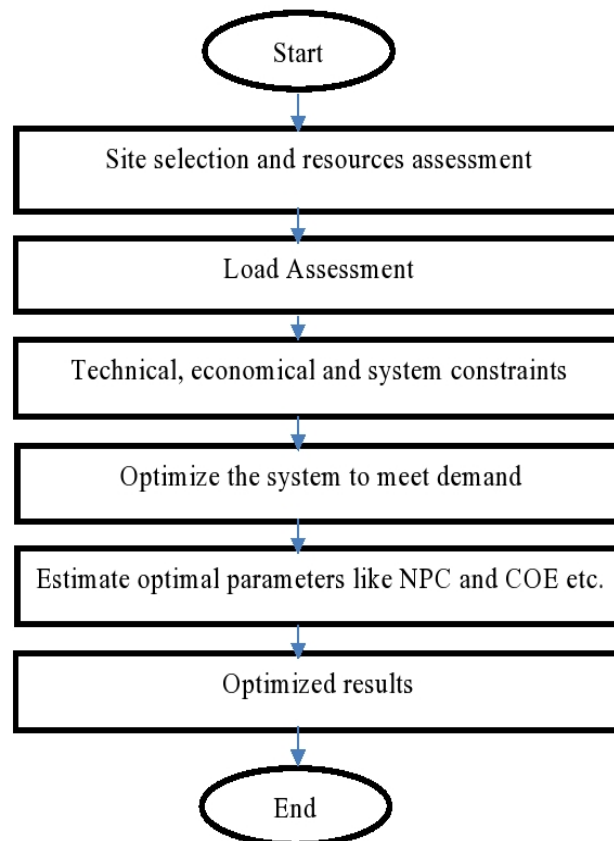 Start
Site selection and resources assessment
Load Assessment
Technical, economical and system constraints
Optimize the system to meet demand
Estimate optimal parameters like NPC and COE etc.
Optimized results
End